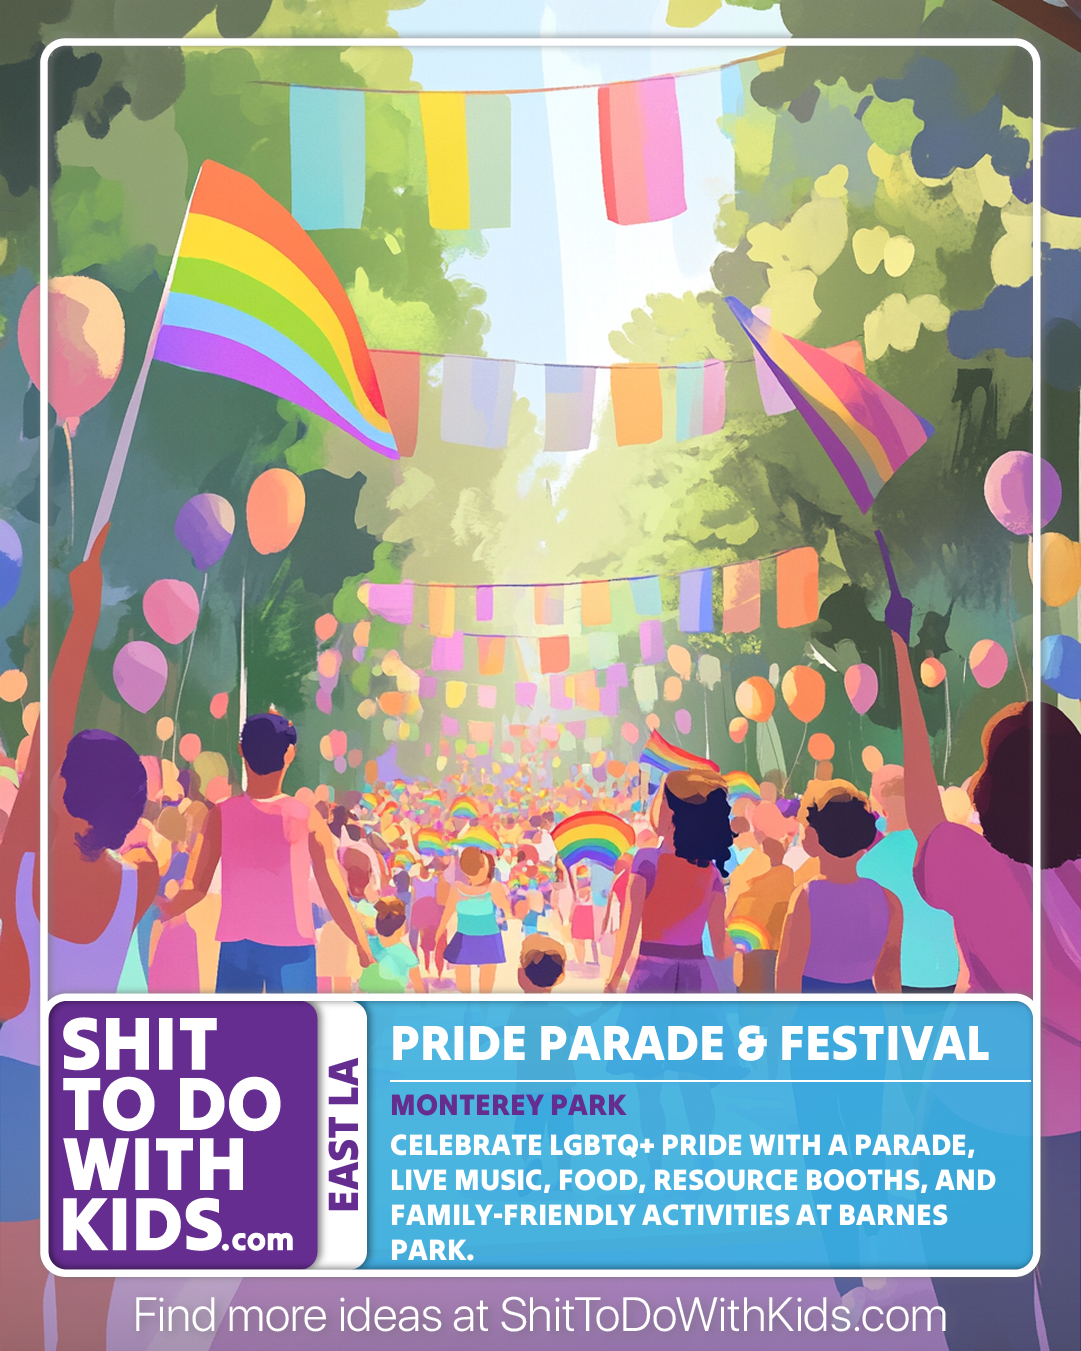 SHIT
TO DO
WITH
KIDS.com
EAST LA
PRIDE PARADE & FESTIVAL
MONTEREY PARK
CELEBRATE LGBTQ+ PRIDE WITH A PARADE,
LIVE MUSIC, FOOD, RESOURCE BOOTHS, AND
FAMILY-FRIENDLY ACTIVITIES AT BARNES
PARK.
Find more ideas at ShitToDoWithKids.com